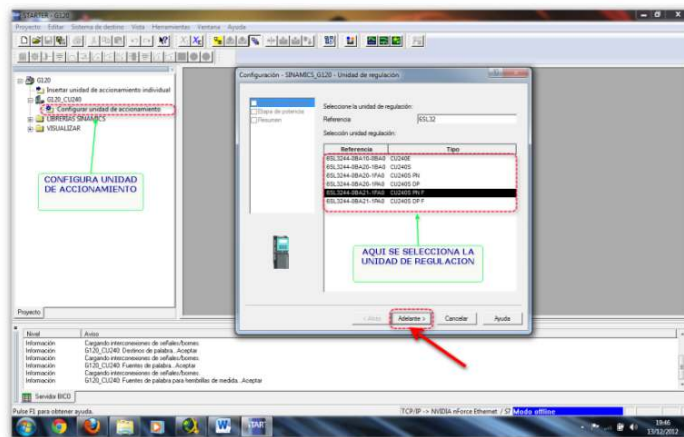 STARTER - G120
Proyecto Editar Sistema de destino Vista Herramientas Ventana Ayuda
G120
Insertar unidad de accionamiento individual
G120_CU240
Configurar unidad de accionamiento
LIBRERIAS SINAMICS
VISUALIZAR
CONFIGURA UNIDAD
DE ACCIONAMIENTO
Proyecto
Configuración - SINAMICS_G120 - Unidad de regulación
Etapa de potencia
Resumen
Seleccione la unidad de regulación:
Referencia 6SL32
Selección unidad regulación:
Referencia Tipo
6SL3244-0BA10-0BA0 CU240E
6SL3244-0BA20-1BA0 CU240S
6SL3244-0BA20-1FA0 CU240S PN
6SL3244-0BA20-1PA0 CU240S DP
6SL3244-0BA21-1FA0 CU240S PN F
6SL3244-0BA21-1PA0 CU240S DP F
AQUI SE SELECCIONA LA
UNIDAD DE REGULACION
< Atrás Adelante > Cancelar Ayuda
Nivel Aviso
Información Cargando interconexiones de señales/bornes.
Información G120_CU240: Destinos de palabra. Aceptar
Información Cargando interconexiones de señales/bornes.
Información G120_CU240: Fuentes de palabra. Aceptar
Información Cargando interconexiones de señales/bornes.
Información G120_CU240: Fuentes de palabra para hembrillas de medida. Aceptar
Servidor BICO
Pulse F1 para obtener ayuda. TCP/IP -> NVIDIA nForce Ethernet Modo offline
19:46
13/12/2012